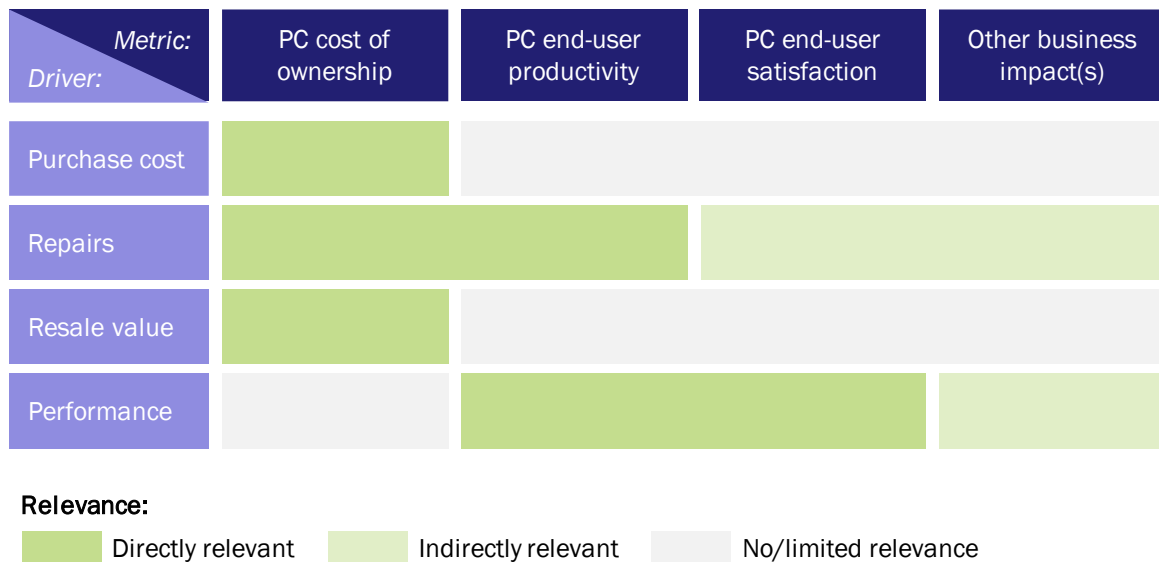 Metric:
Driver:
PC cost of
ownership
PC end-user
productivity
PC end-user
satisfaction
Other business
impact(s)
Purchase cost
Repairs
Resale value
Performance
Relevance:
Directly relevant
Indirectly relevant
No/limited relevance